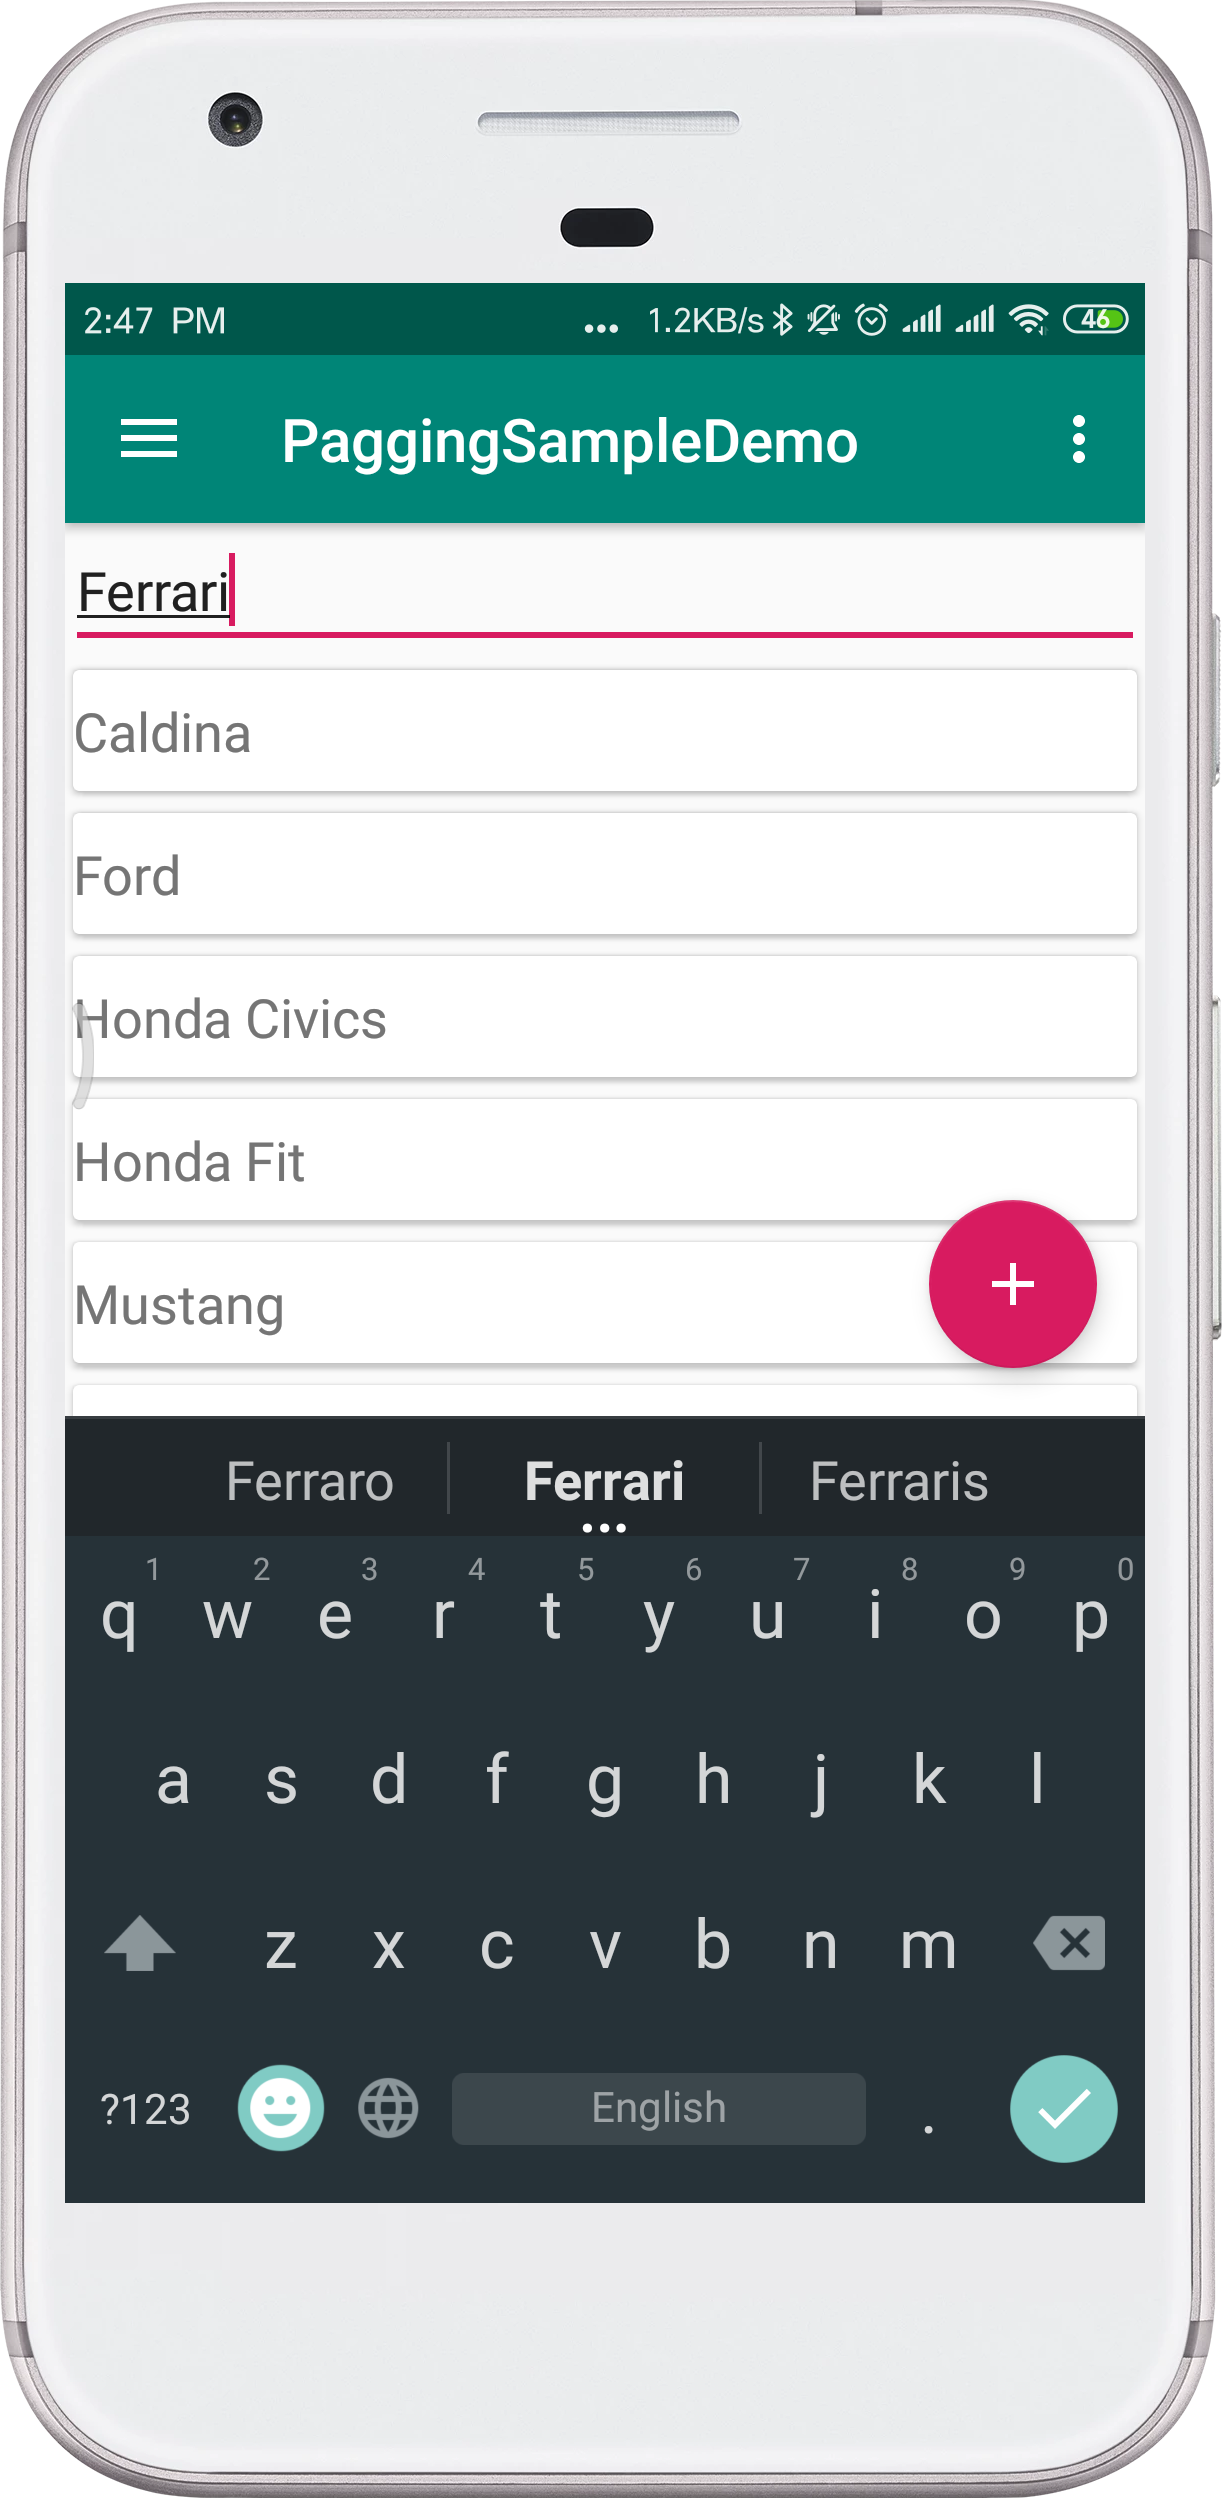 2:47 PM ... 1.2KB/s 46
PaggingSampleDemo
Ferrari
Caldina
Ford
Honda Civics
Honda Fit
Mustang
Ferraro Ferrari Ferraris
1 2 3 4 5 6 7 8 9 0
q w e r t y u i o p
a s d f g h j k l
z x c v b n m
?123 English .